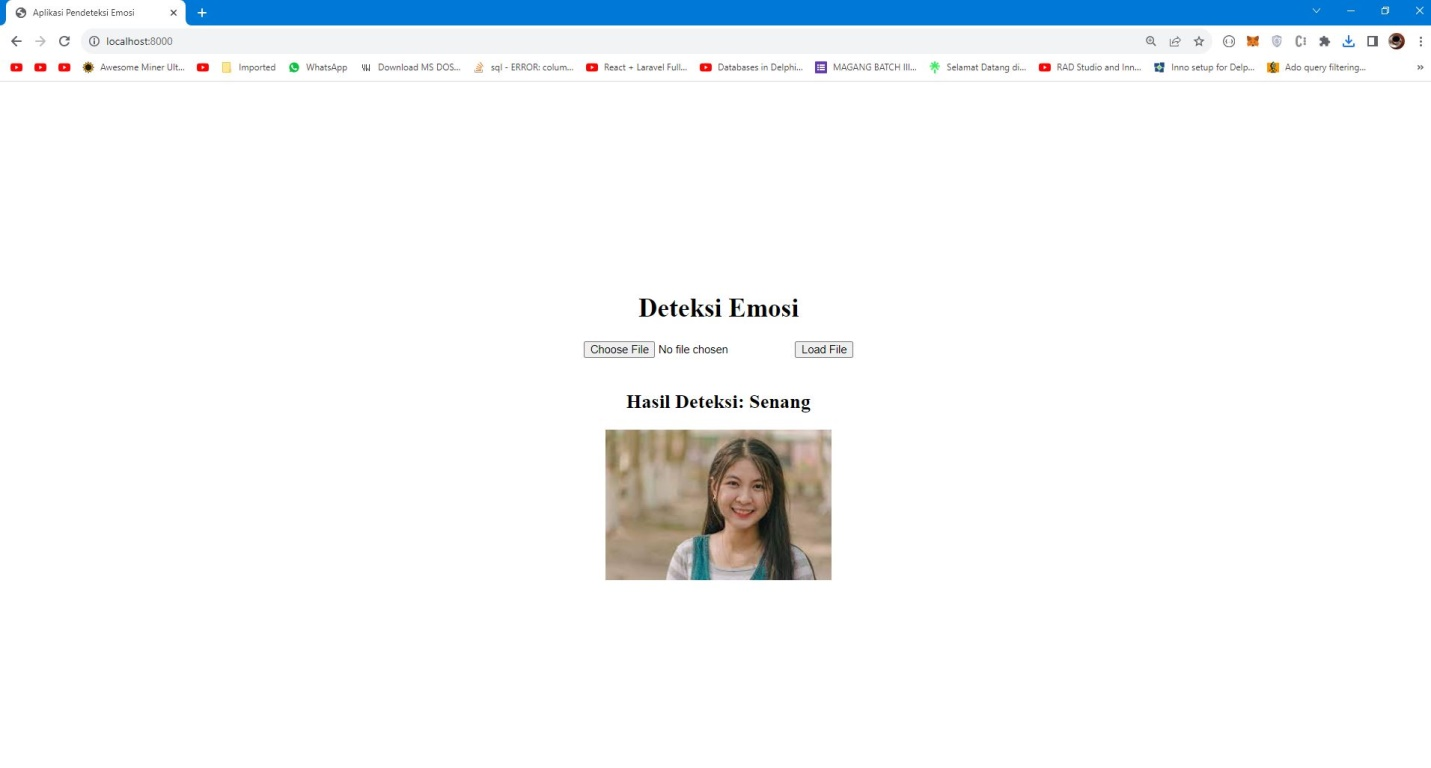 Aplikasi Pendeteksi Emosi
localhost:8000
Awesome Miner Ult... Imported WhatsApp Download MS DOS... sql - ERROR: colum... React + Laravel Full... Databases in Delphi... MAGANG BATCH III... Selamat Datang di... RAD Studio and Inn... Inno setup for Delp... Ado query filtering...
Deteksi Emosi
Choose File No file chosen Load File
Hasil Deteksi: Senang